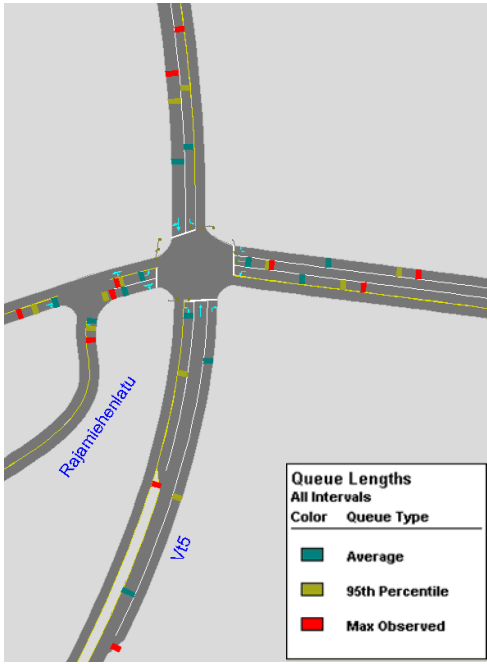 Rajamiehenlatu
Vt5
Queue Lengths
All Intervals
Color Queue Type
Average
95th Percentile
Max Observed